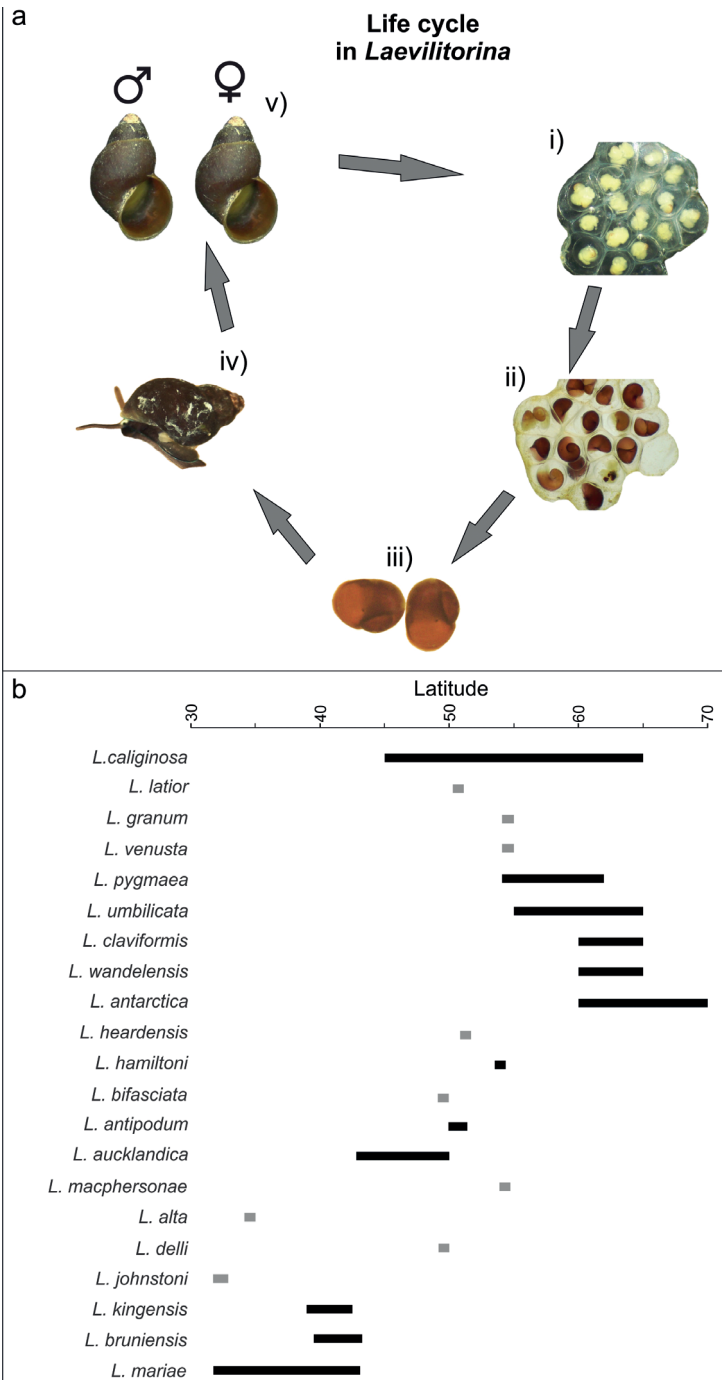 a
Life cycle
in Laevilitorina
♂ ♀ v)
i)
iv)
ii)
iii)
b
Latitude
30 40 50 60 70
L.caliginosa
L. latior
L. granum
L. venusta
L. pygmaea
L. umbilicata
L. claviformis
L. wandelensis
L. antarctica
L. heardensis
L. hamiltoni
L. bifasciata
L. antipodum
L. aucklandica
L. macphersonae
L. alta
L. delli
L. johnstoni
L. kingensis
L. bruniensis
L. mariae